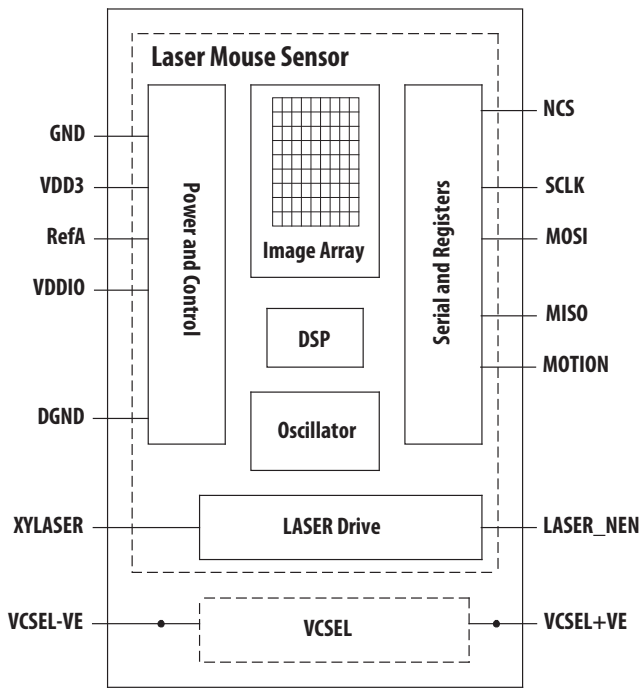 Laser Mouse Sensor
GND
VDD3
RefA
VDDIO
DGND
XYLASER
VCSEL-VE
Power and Control
Image Array
DSP
Oscillator
LASER Drive
VCSEL
Serial and Registers
NCS
SCLK
MOSI
MISO
MOTION
LASER_NEN
VCSEL+VE